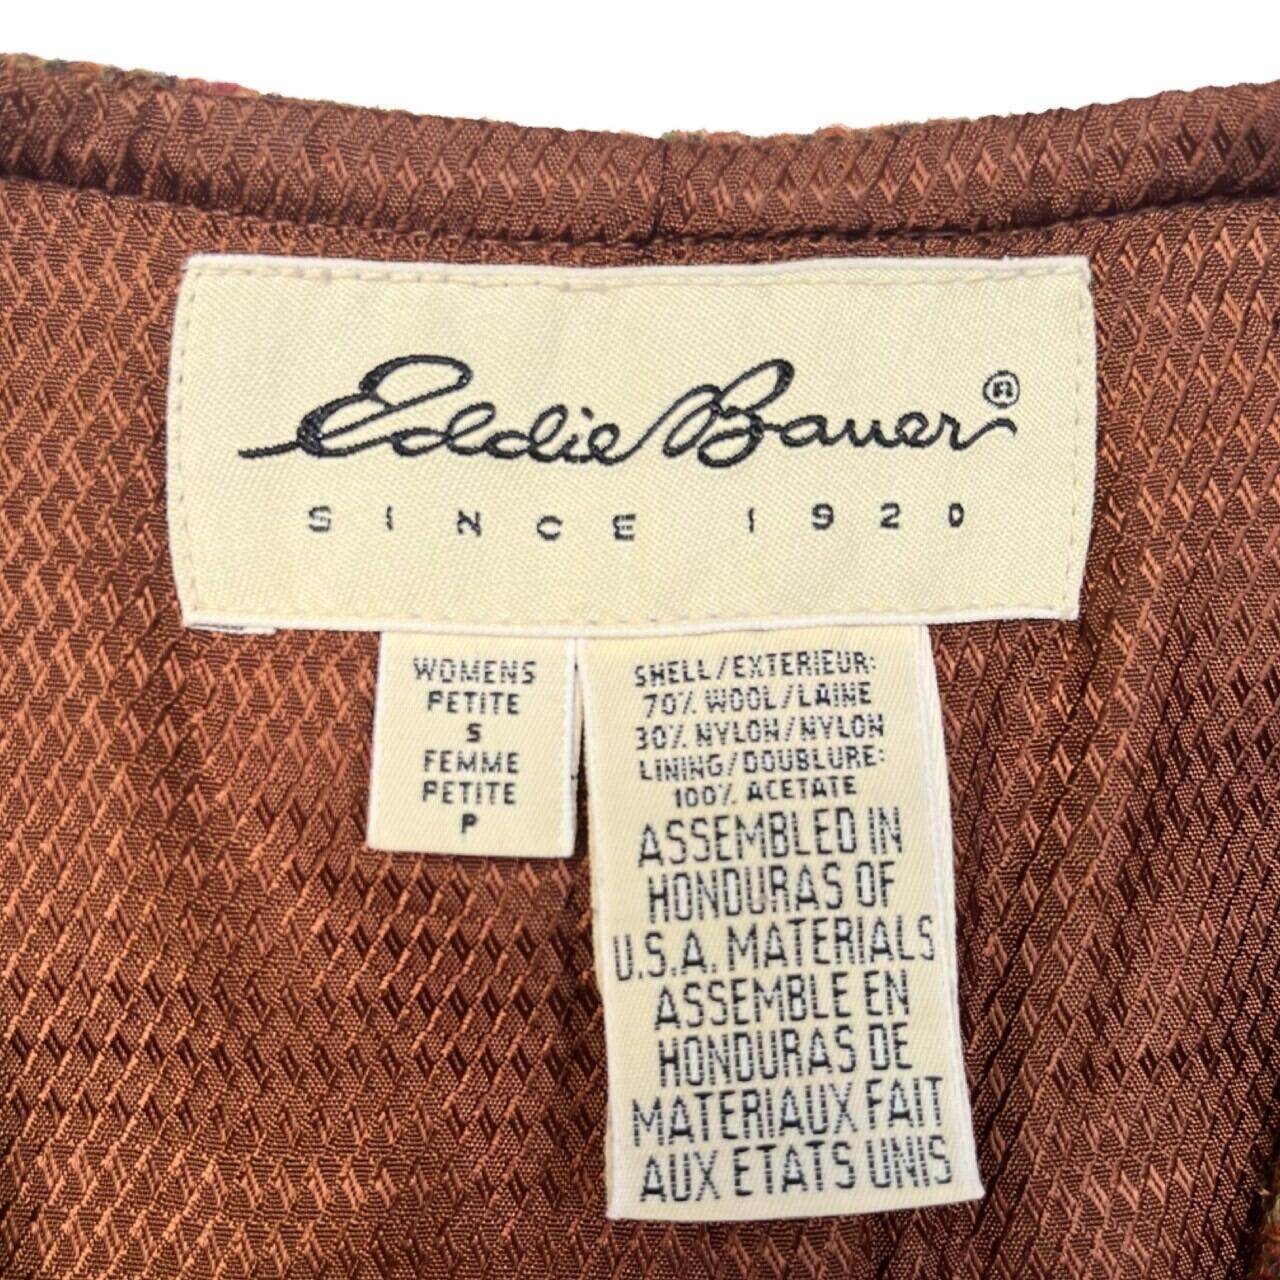 Eddie Bauer®
SINCE 1920
WOMENS
PETITE
S
FEMME
PETITE
P
SHELL/EXTERIEUR:
70% WOOL/LAINE
30% NYLON/NYLON
LINING/DOUBLURE:
100% ACETATE
ASSEMBLED IN
HONDURAS OF
U.S.A. MATERIALS
ASSEMBLE EN
HONDURAS DE
MATERIAUX FAIT
AUX ETATS UNIS